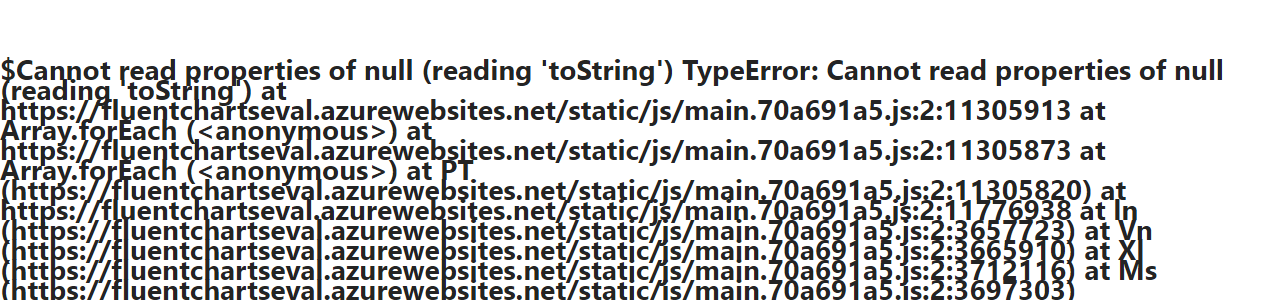 $Cannot read properties of null (reading 'toString') TypeError: Cannot read properties of null
(reading 'toString') at
https://fluentchartseval.azurewebsites.net/static/js/main.70a691a5.js:2:11305913 at
Array.forEach (<anonymous>) at
https://fluentchartseval.azurewebsites.net/static/js/main.70a691a5.js:2:11305873 at
Array.forEach (<anonymous>) at PT
(https://fluentchartseval.azurewebsites.net/static/js/main.70a691a5.js:2:11305820) at
https://fluentchartseval.azurewebsites.net/static/js/main.70a691a5.js:2:11776938 at In
(https://fluentchartseval.azurewebsites.net/static/js/main.70a691a5.js:2:3657723) at Vn
(https://fluentchartseval.azurewebsites.net/static/js/main.70a691a5.js:2:3665910) at Xl
(https://fluentchartseval.azurewebsites.net/static/js/main.70a691a5.js:2:3712116) at Ms
(https://fluentchartseval.azurewebsites.net/static/js/main.70a691a5.js:2:3697303)